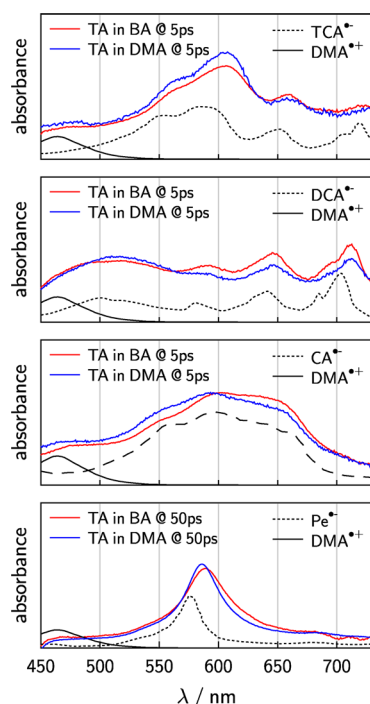 absorbance
TA in BA @ 5ps
TA in DMA @ 5ps
TCA•−
DMA•+
absorbance
TA in BA @ 5ps
TA in DMA @ 5ps
DCA•−
DMA•+
absorbance
TA in BA @ 5ps
TA in DMA @ 5ps
CA•−
DMA•+
absorbance
TA in BA @ 50ps
TA in DMA @ 50ps
Pe•−
DMA•+
450 500 550 600 650 700
λ / nm